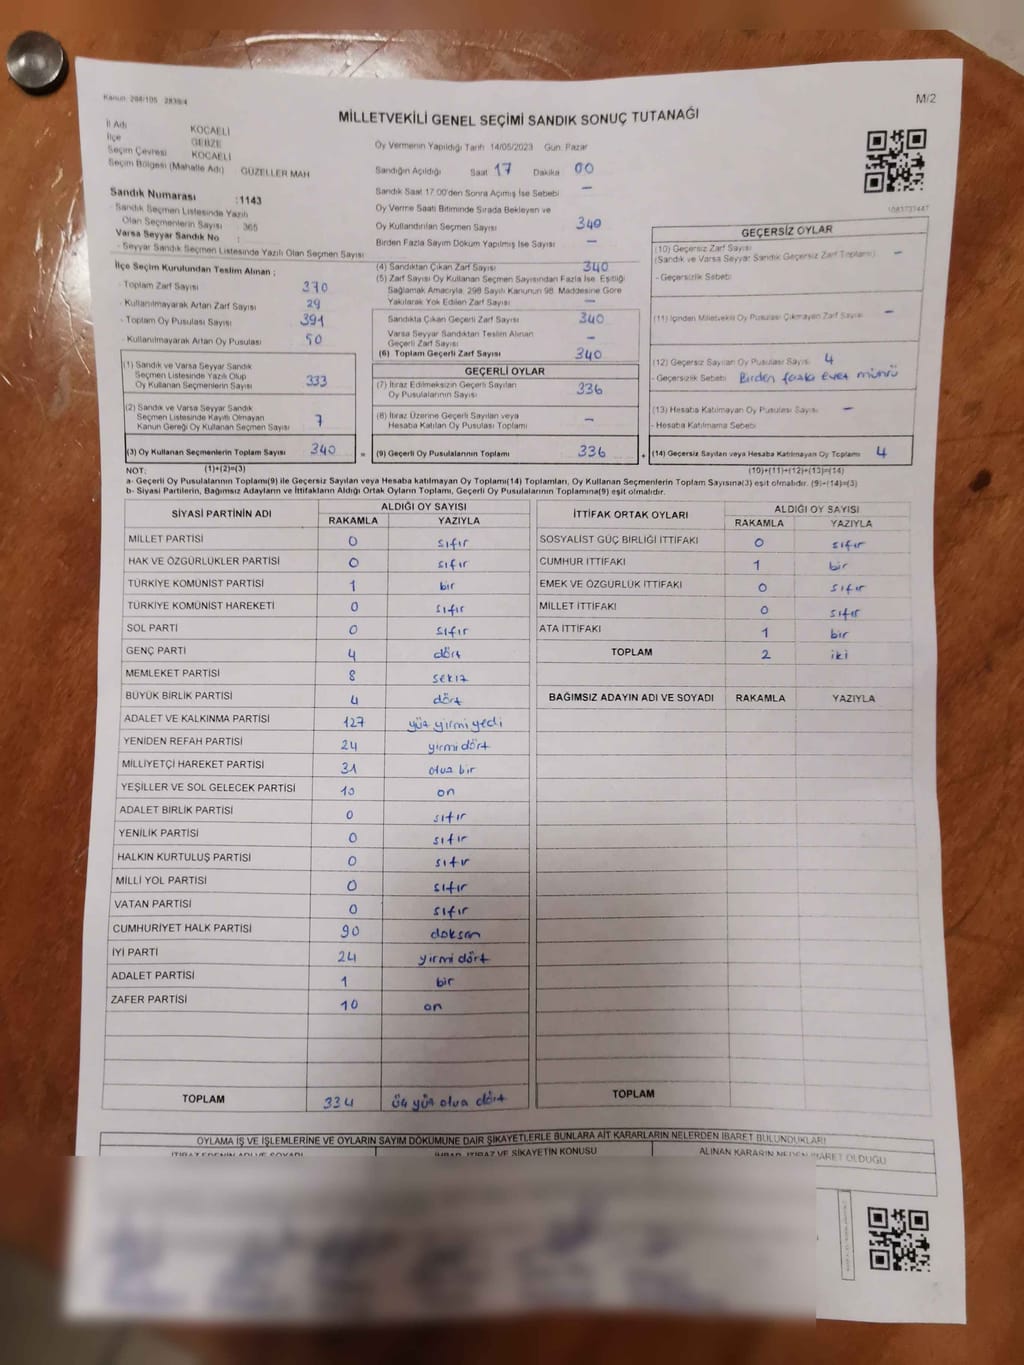 Kanun: 298/105 2839/4
M/2
MİLLETVEKİLİ GENEL SEÇİMİ SANDIK SONUÇ TUTANAĞI
İl Adı KOCAELİ
İlçe GEBZE
Seçim Çevresi KOCAELİ
Seçim Bölgesi (Mahalle Adı) GÜZELLER MAH
Sandık Numarası :1143
- Sandık Seçmen Listesinde Yazılı
Olan Seçmenlerin Sayısı : 365
Varsa Seyyar Sandık No :
- Seyyar Sandık Seçmen Listesinde Yazılı Olan Seçmen Sayısı
Oy Vermenin Yapıldığı Tarih 14/05/2023 Gün: Pazar
Sandığın Açıldığı Saat 17 Dakika 00
Sandık Saat 17.00'den Sonra Açılmış İse Sebebi –
Oy Verme Saati Bitiminde Sırada Bekleyen ve
Oy Kullandırılan Seçmen Sayısı 340
Birden Fazla Sayım Döküm Yapılmış İse Sayısı –
1083737447
İlçe Seçim Kurulundan Teslim Alınan ;
- Toplam Zarf Sayısı 370
- Kullanılmayarak Artan Zarf Sayısı 29
- Toplam Oy Pusulası Sayısı 391
- Kullanılmayarak Artan Oy Pusulası 50
(1) Sandık ve Varsa Seyyar Sandık
Seçmen Listesinde Yazılı Olup
Oy Kullanan Seçmenlerin Sayısı 333
(2) Sandık ve Varsa Seyyar Sandık
Seçmen Listesinde Kayıtlı Olmayan
Kanun Gereği Oy Kullanan Seçmen Sayısı 7
(3) Oy Kullanan Seçmenlerin Toplam Sayısı 340 =
(4) Sandıktan Çıkan Zarf Sayısı 340
(5) Zarf Sayısı Oy Kullanan Seçmen Sayısından Fazla İse, Eşitliği
Sağlamak Amacıyla, 298 Sayılı Kanunun 98. Maddesine Göre
Yakılarak Yok Edilen Zarf Sayısı –
Sandıkta Çıkan Geçerli Zarf Sayısı 340
Varsa Seyyar Sandıktan Teslim Alınan
Geçerli Zarf Sayısı –
(6) Toplam Geçerli Zarf Sayısı 340
GEÇERLİ OYLAR
(7) İtiraz Edilmeksizin Geçerli Sayılan
Oy Pusulalarının Sayısı 336
(8) İtiraz Üzerine Geçerli Sayılan veya
Hesaba Katılan Oy Pusulası Toplamı –
(9) Geçerli Oy Pusulalarının Toplamı 336 +
GEÇERSİZ OYLAR
(10) Geçersiz Zarf Sayısı
(Sandık ve Varsa Seyyar Sandık Geçersiz Zarf Toplamı) –
- Geçersizlik Sebebi
(11) İçinden Milletvekili Oy Pusulası Çıkmayan Zarf Sayısı –
(12) Geçersiz Sayılan Oy Pusulası Sayısı 4
- Geçersizlik Sebebi Birden fazla evet mührü
(13) Hesaba Katılmayan Oy Pusulası Sayısı –
- Hesaba Katılmama Sebebi
(14) Geçersiz Sayılan veya Hesaba Katılmayan Oy Toplamı 4
NOT: (1)+(2)=(3) (10)+(11)+(12)+(13)=(14)
a- Geçerli Oy Pusulalarının Toplamı(9) ile Geçersiz Sayılan veya Hesaba katılmayan Oy Toplamı(14) Toplamları, Oy Kullanan Seçmenlerin Toplam Sayısına(3) eşit olmalıdır. (9)+(14)=(3)
b- Siyasi Partilerin, Bağımsız Adayların ve İttifakların Aldığı Ortak Oyların Toplamı, Geçerli Oy Pusulalarının Toplamına(9) eşit olmalıdır.
SİYASİ PARTİNİN ADI ALDIĞI OY SAYISI
RAKAMLA YAZIYLA
MİLLET PARTİSİ 0 sıfır
HAK VE ÖZGÜRLÜKLER PARTİSİ 0 sıfır
TÜRKİYE KOMÜNİST PARTİSİ 1 bir
TÜRKİYE KOMÜNİST HAREKETİ 0 sıfır
SOL PARTİ 0 sıfır
GENÇ PARTİ 4 dört
MEMLEKET PARTİSİ 8 sekiz
BÜYÜK BİRLİK PARTİSİ 4 dört
ADALET VE KALKINMA PARTİSİ 127 yüz yirmi yedi
YENİDEN REFAH PARTİSİ 24 yirmi dört
MİLLİYETÇİ HAREKET PARTİSİ 31 otuz bir
YEŞİLLER VE SOL GELECEK PARTİSİ 10 on
ADALET BİRLİK PARTİSİ 0 sıfır
YENİLİK PARTİSİ 0 sıfır
HALKIN KURTULUŞ PARTİSİ 0 sıfır
MİLLİ YOL PARTİSİ 0 sıfır
VATAN PARTİSİ 0 sıfır
CUMHURİYET HALK PARTİSİ 90 doksan
İYİ PARTİ 24 yirmi dört
ADALET PARTİSİ 1 bir
ZAFER PARTİSİ 10 on
TOPLAM 334 üç yüz otuz dört
İTTİFAK ORTAK OYLARI ALDIĞI OY SAYISI
RAKAMLA YAZIYLA
SOSYALİST GÜÇ BİRLİĞİ İTTİFAKI 0 sıfır
CUMHUR İTTİFAKI 1 bir
EMEK VE ÖZGÜRLÜK İTTİFAKI 0 sıfır
MİLLET İTTİFAKI 0 sıfır
ATA İTTİFAKI 1 bir
TOPLAM 2 iki
BAĞIMSIZ ADAYIN ADI VE SOYADI RAKAMLA YAZIYLA
TOPLAM
OYLAMA İŞ VE İŞLEMLERİNE VE OYLARIN SAYIM DÖKÜMÜNE DAİR ŞİKAYETLERLE BUNLARA AİT KARARLARIN NELERDEN İBARET BULUNDUKLARI
İTİRAZ EDENİN ADI VE SOYADI İHBAR, İTİRAZ VE ŞİKAYETİN KONUSU ALINAN KARARIN NEDEN İBARET OLDUĞU